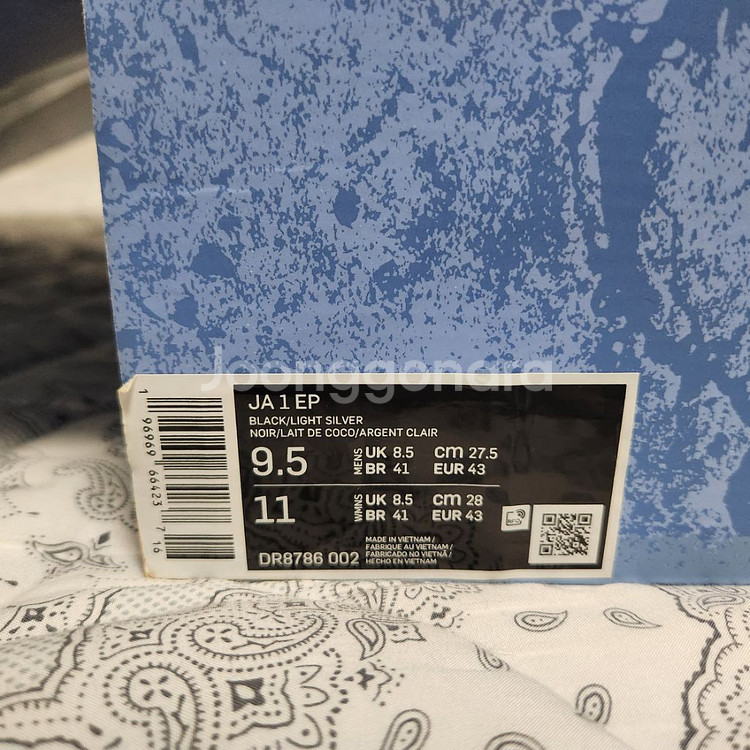 Joonggonara
JA 1 EP
BLACK/LIGHT SILVER
NOIR/LAIT DE COCO/ARGENT CLAIR
9.5 MENS UK 8.5 CM 27.5
BR 41 EUR 43
11 WMNS UK 8.5 CM 28
BR 41 EUR 43
MADE IN VIETNAM /
FABRIQUE AU VIETNAM /
FABRICADO NO VIETNÃ /
HECHO EN VIETNAM
DR8786 002
1 96969 66423 7 16